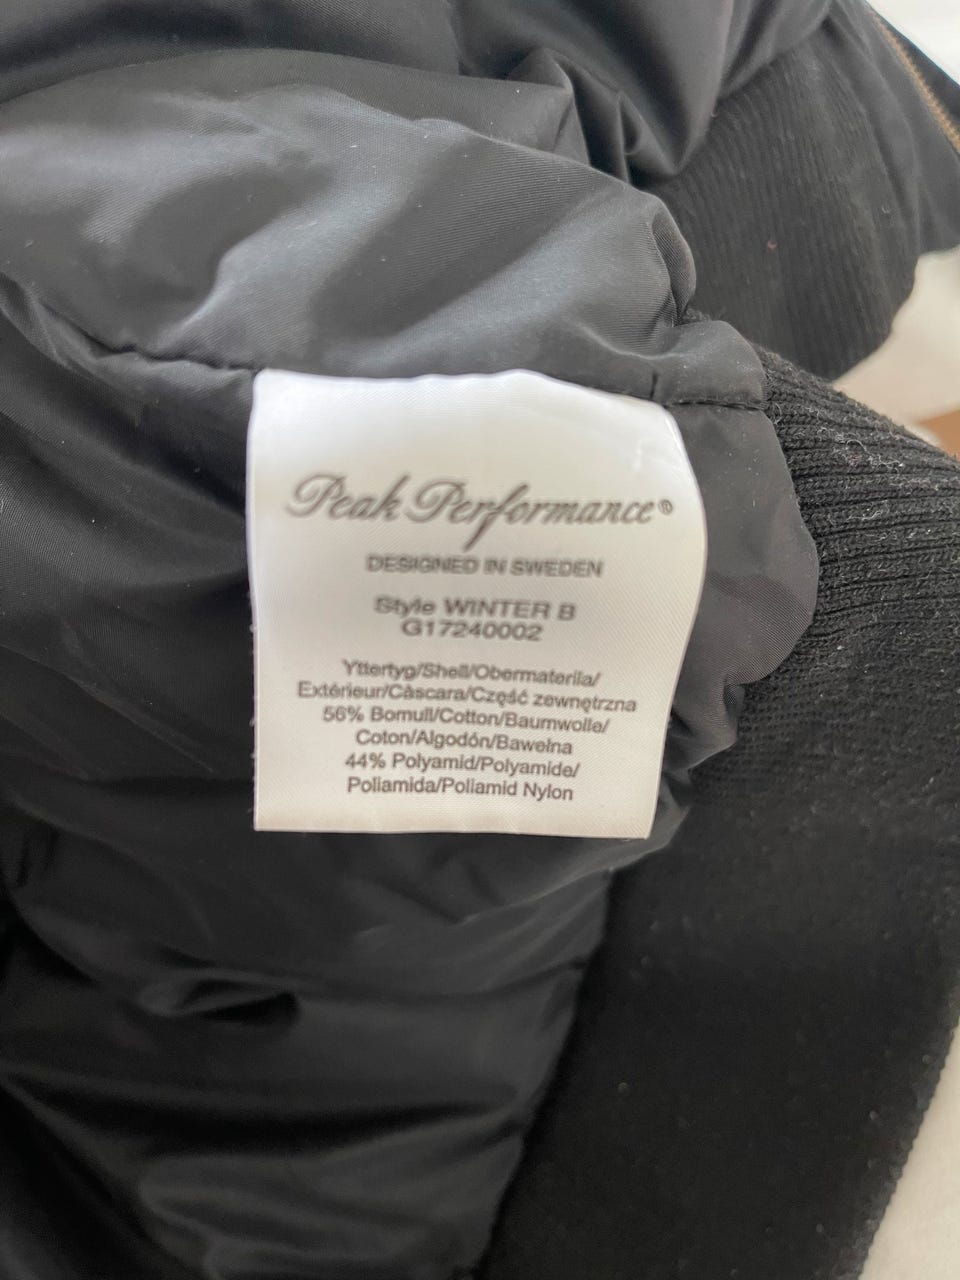 Peak Performance®
DESIGNED IN SWEDEN
Style WINTER B
G17240002
Yttertyg/Shell/Obermaterila/
Extérieur/Càscara/Część zewnętrzna
56% Bomull/Cotton/Baumwolle/
Coton/Algodón/Bawełna
44% Polyamid/Polyamide/
Poliamida/Poliamid Nylon